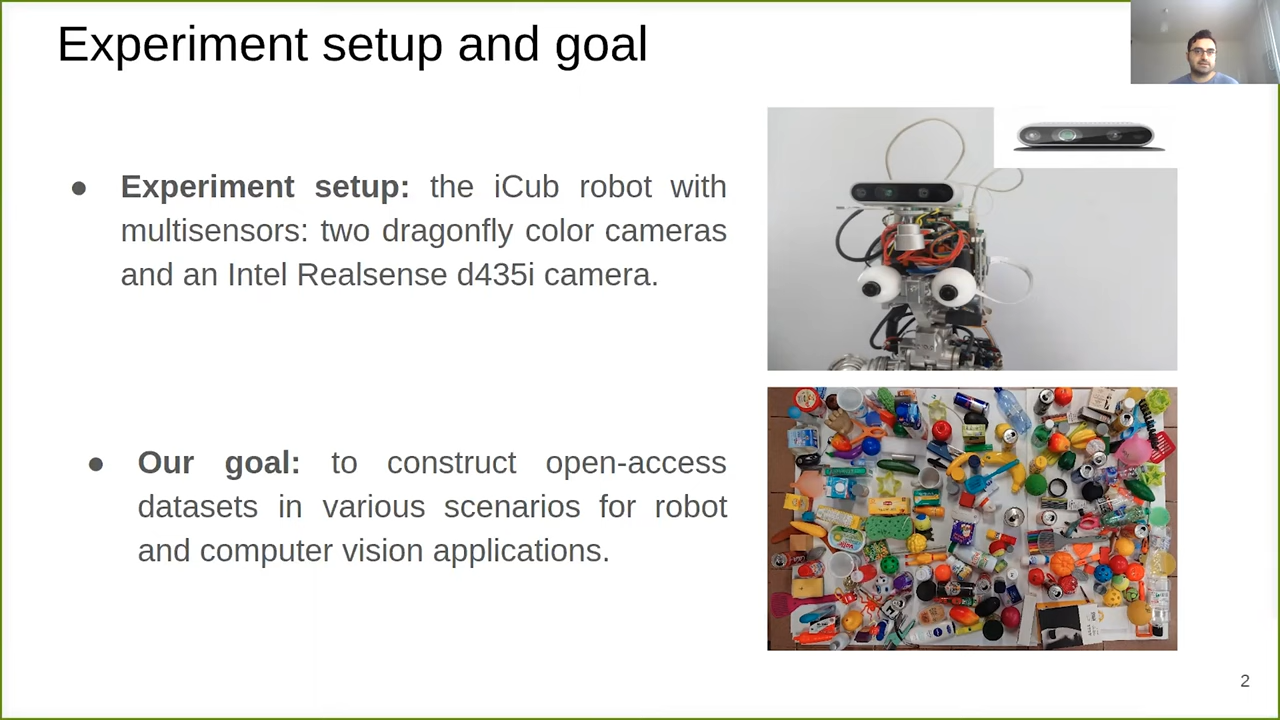 Experiment setup and goal
● Experiment setup: the iCub robot with
multisensors: two dragonfly color cameras
and an Intel Realsense d435i camera.
● Our goal: to construct open-access
datasets in various scenarios for robot
and computer vision applications.
2